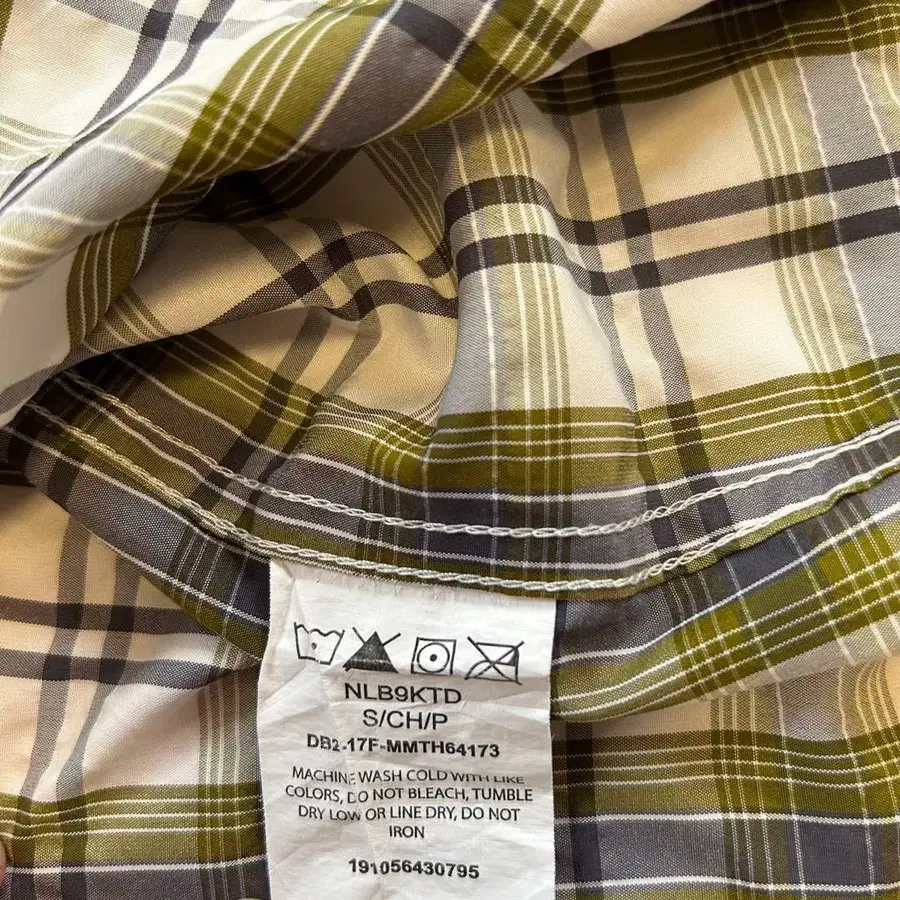 NLB9KTD
S/CH/P
DB2-17F-MMTH64173
MACHINE WASH COLD WITH LIKE
COLORS, DO NOT BLEACH, TUMBLE
DRY LOW OR LINE DRY, DO NOT
IRON
191056430795